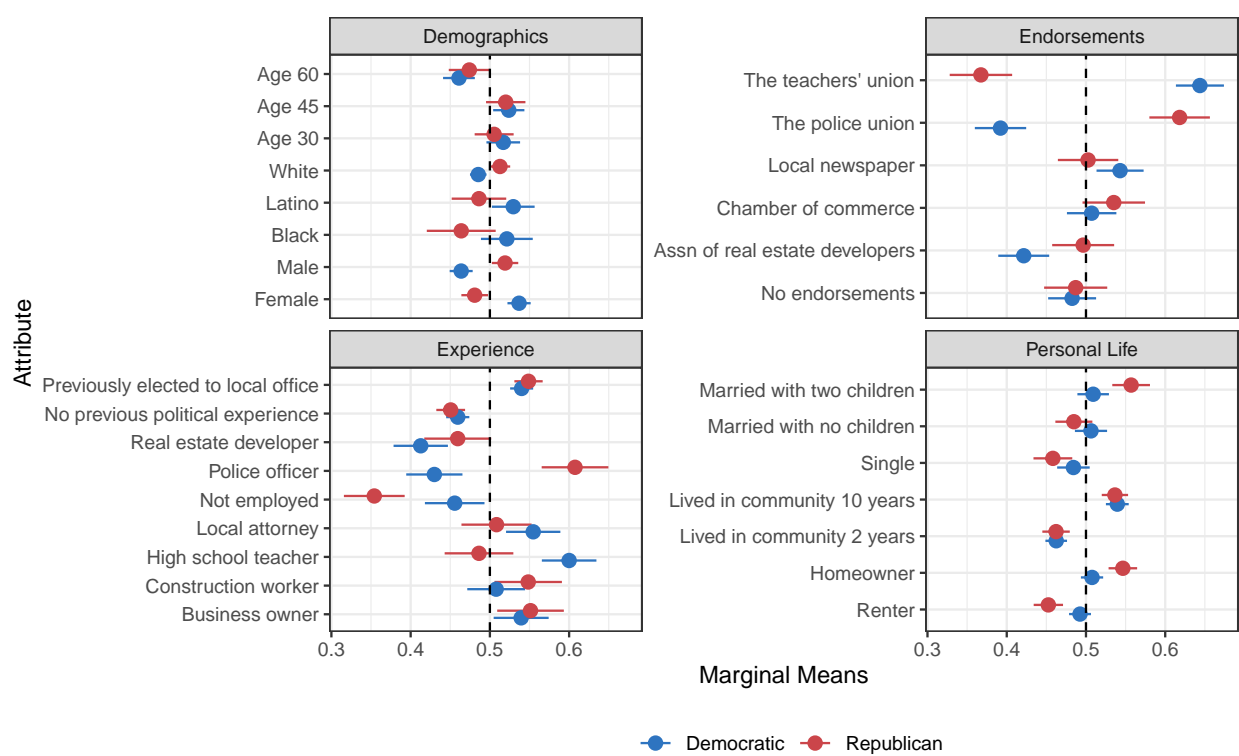 Demographics
Age 60
Age 45
Age 30
White
Latino
Black
Male
Female
Endorsements
The teachers' union
The police union
Local newspaper
Chamber of commerce
Assn of real estate developers
No endorsements
Experience
Previously elected to local office
No previous political experience
Real estate developer
Police officer
Not employed
Local attorney
High school teacher
Construction worker
Business owner
0.3 0.4 0.5 0.6
Personal Life
Married with two children
Married with no children
Single
Lived in community 10 years
Lived in community 2 years
Homeowner
Renter
0.3 0.4 0.5 0.6
Attribute
Marginal Means
Democratic Republican